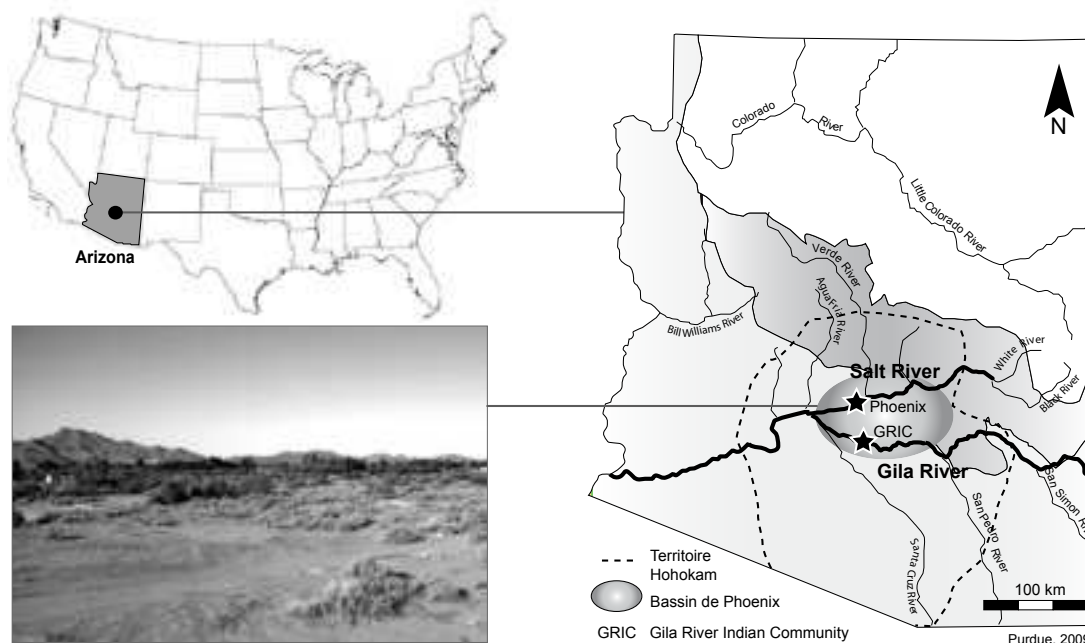 Arizona
N
Colorado
River
Little Colorado River
Verde River
Agua Fria River
Bill Williams River
White River
Black River
Salt River
Phoenix
GRIC
Gila River
San Simon
San Pedro River
Santa Cruz River
Territoire
Hohokam
Bassin de Phoenix
GRIC Gila River Indian Community
100 km
Purdue, 200